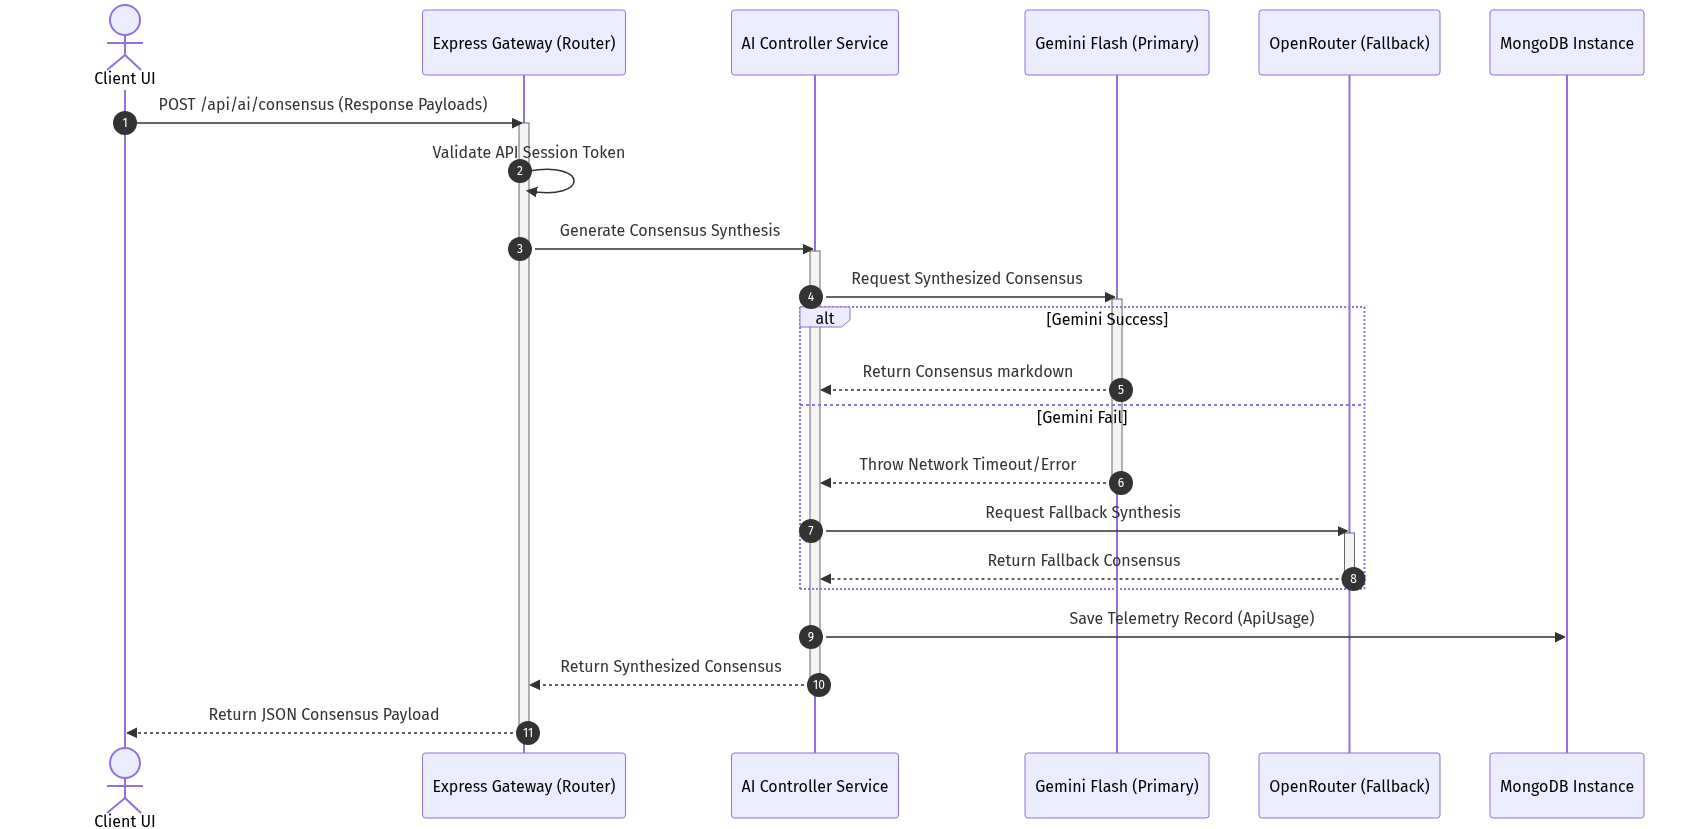 Client UI
Express Gateway (Router)
AI Controller Service
Gemini Flash (Primary)
OpenRouter (Fallback)
MongoDB Instance
POST /api/ai/consensus (Response Payloads)
1
Validate API Session Token
2
Generate Consensus Synthesis
3
Request Synthesized Consensus
4
alt
[Gemini Success]
Return Consensus markdown
5
[Gemini Fail]
Throw Network Timeout/Error
6
Request Fallback Synthesis
7
Return Fallback Consensus
8
Save Telemetry Record (ApiUsage)
9
Return Synthesized Consensus
10
Return JSON Consensus Payload
11
Client UI
Express Gateway (Router)
AI Controller Service
Gemini Flash (Primary)
OpenRouter (Fallback)
MongoDB Instance